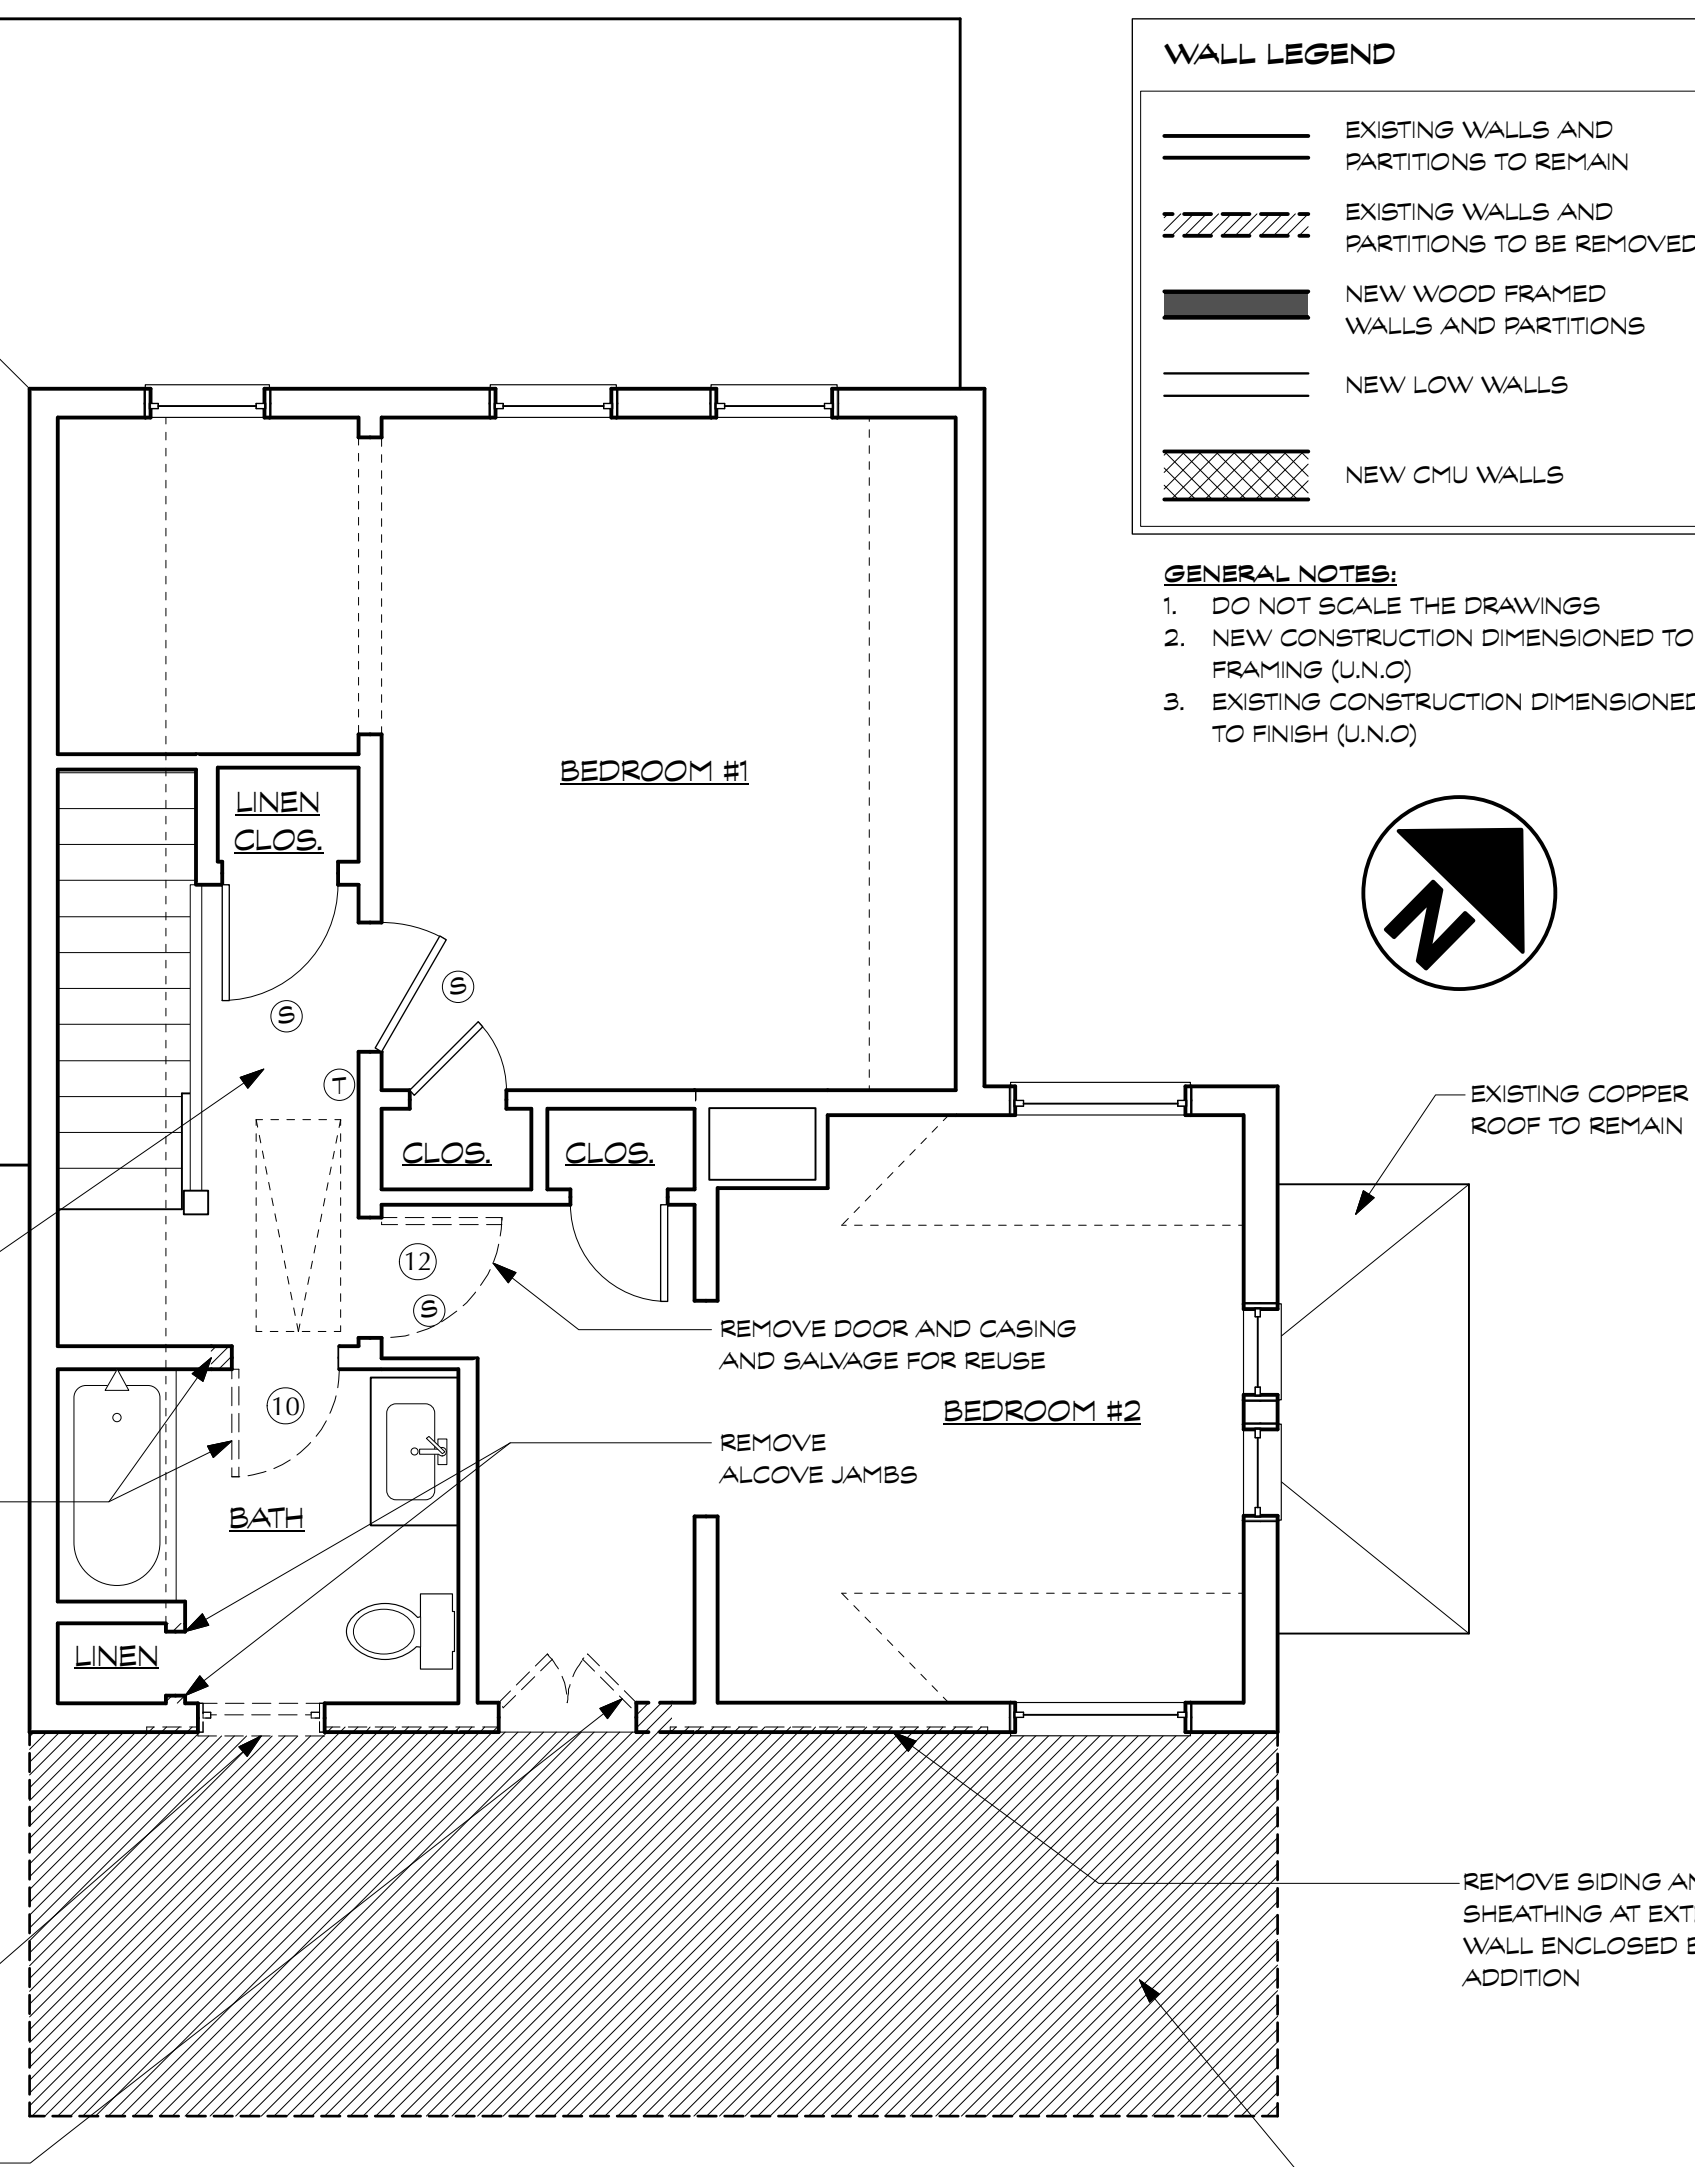 WALL LEGEND
EXISTING WALLS AND
PARTITIONS TO REMAIN
EXISTING WALLS AND
PARTITIONS TO BE REMOVED
NEW WOOD FRAMED
WALLS AND PARTITIONS
NEW LOW WALLS
NEW CMU WALLS
GENERAL NOTES:
1. DO NOT SCALE THE DRAWINGS
2. NEW CONSTRUCTION DIMENSIONED TO
FRAMING (U.N.O)
3. EXISTING CONSTRUCTION DIMENSIONED
TO FINISH (U.N.O)
N
BEDROOM #1
LINEN
CLOS.
S
S
T
CLOS.
CLOS.
EXISTING COPPER
ROOF TO REMAIN
12
S
REMOVE DOOR AND CASING
AND SALVAGE FOR REUSE
10
BEDROOM #2
REMOVE
ALCOVE JAMBS
BATH
LINEN
REMOVE SIDING
SHEATHING AT
WALL ENCLOSED
ADDITION